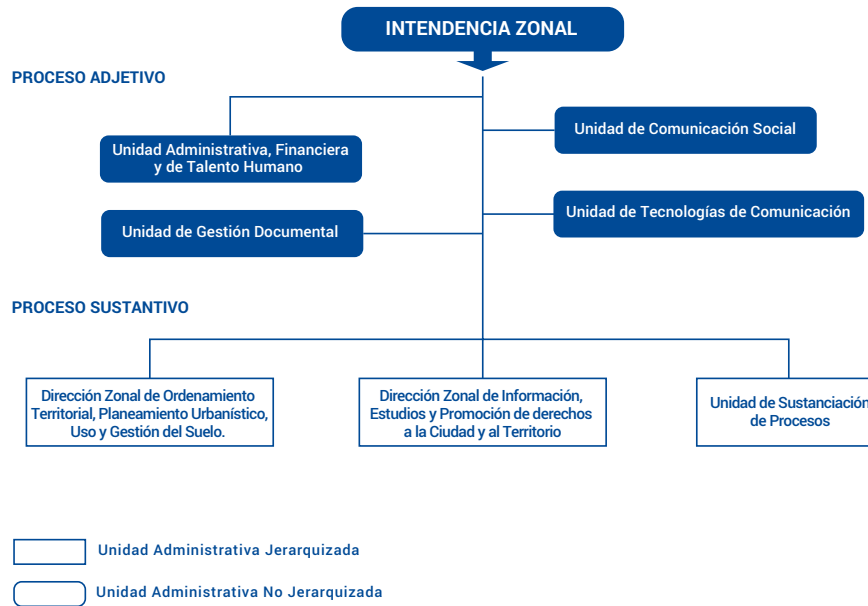 INTENDENCIA ZONAL
PROCESO ADJETIVO
Unidad Administrativa, Financiera
y de Talento Humano
Unidad de Comunicación Social
Unidad de Gestión Documental
Unidad de Tecnologías de Comunicación
PROCESO SUSTANTIVO
Dirección Zonal de Ordenamiento
Territorial, Planeamiento Urbanístico,
Uso y Gestión del Suelo.
Dirección Zonal de Información,
Estudios y Promoción de derechos
a la Ciudad y al Territorio
Unidad de Sustanciación
de Procesos
Unidad Administrativa Jerarquizada
Unidad Administrativa No Jerarquizada